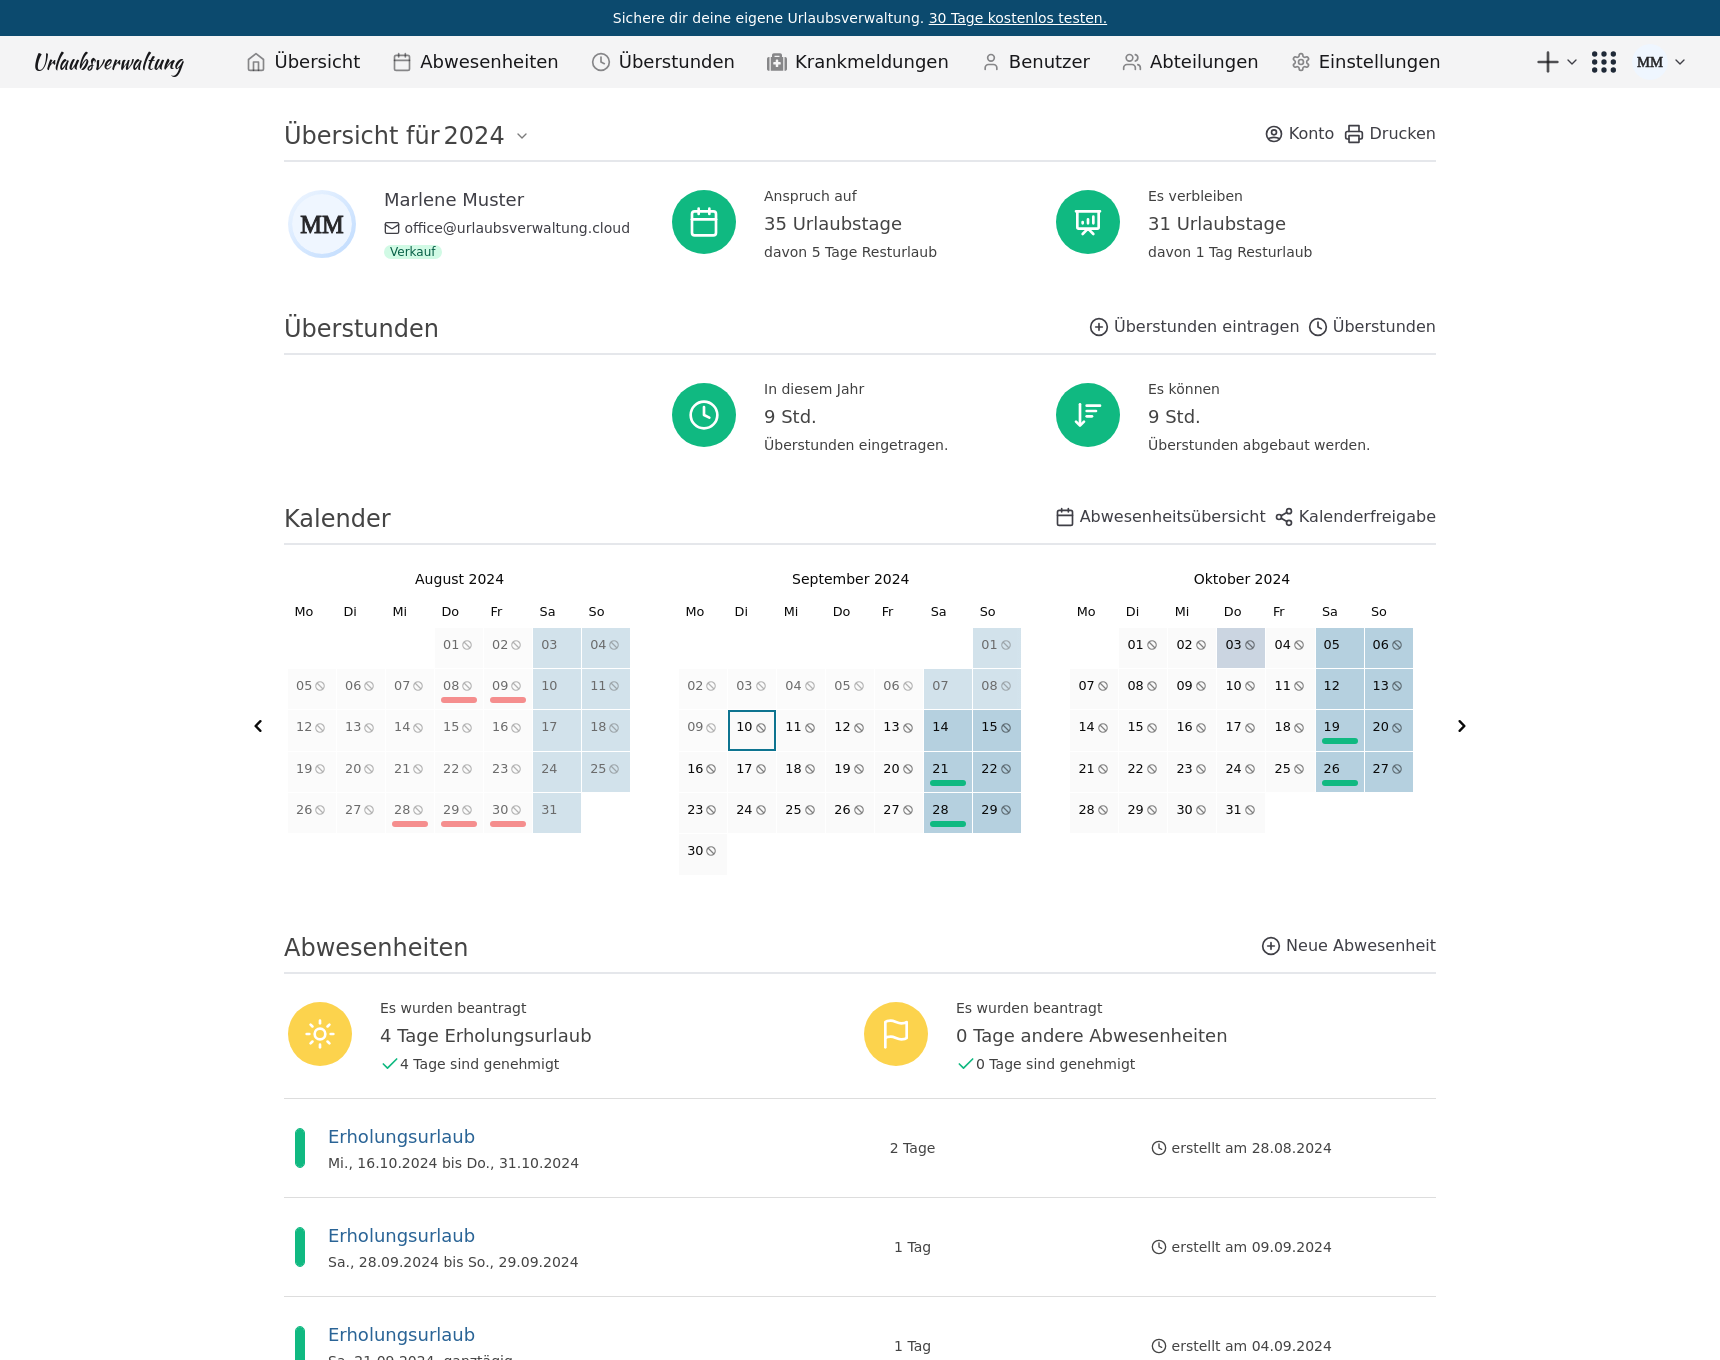 Sichere dir deine eigene Urlaubsverwaltung. 30 Tage kostenlos testen.
Urlaubsverwaltung Übersicht Abwesenheiten Überstunden Krankmeldungen Benutzer Abteilungen Einstellungen MM
Übersicht für 2024 Konto Drucken
MM
Marlene Muster
office@urlaubsverwaltung.cloud
Verkauf
Anspruch auf
35 Urlaubstage
davon 5 Tage Resturlaub
Es verbleiben
31 Urlaubstage
davon 1 Tag Resturlaub
Überstunden Überstunden eintragen Überstunden
In diesem Jahr
9 Std.
Überstunden eingetragen.
Es können
9 Std.
Überstunden abgebaut werden.
Kalender Abwesenheitsübersicht Kalenderfreigabe
August 2024
Mo Di Mi Do Fr Sa So
01 02 03 04
05 06 07 08 09 10 11
12 13 14 15 16 17 18
19 20 21 22 23 24 25
26 27 28 29 30 31
September 2024
Mo Di Mi Do Fr Sa So
01
02 03 04 05 06 07 08
09 10 11 12 13 14 15
16 17 18 19 20 21 22
23 24 25 26 27 28 29
30
Oktober 2024
Mo Di Mi Do Fr Sa So
01 02 03 04 05 06
07 08 09 10 11 12 13
14 15 16 17 18 19 20
21 22 23 24 25 26 27
28 29 30 31
Abwesenheiten Neue Abwesenheit
Es wurden beantragt
4 Tage Erholungsurlaub
4 Tage sind genehmigt
Es wurden beantragt
0 Tage andere Abwesenheiten
0 Tage sind genehmigt
Erholungsurlaub
Mi., 16.10.2024 bis Do., 31.10.2024
2 Tage
erstellt am 28.08.2024
Erholungsurlaub
Sa., 28.09.2024 bis So., 29.09.2024
1 Tag
erstellt am 09.09.2024
Erholungsurlaub
Sa., 21.09.2024, ganztägig
1 Tag
erstellt am 04.09.2024